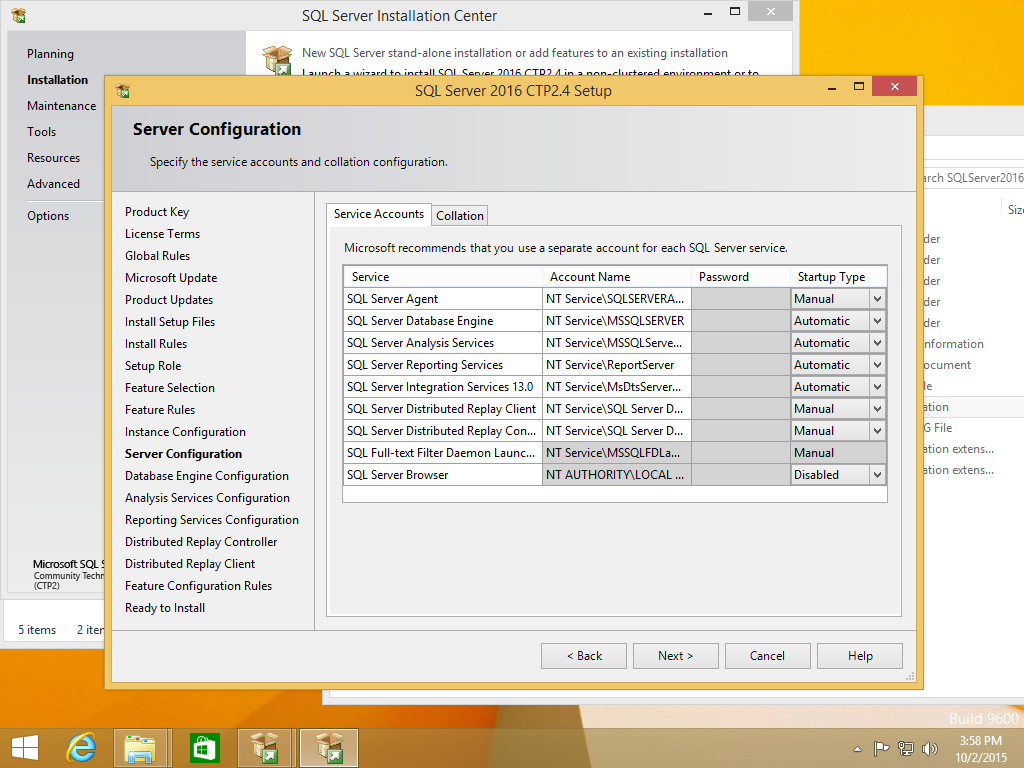 SQL Server Installation Center
Planning
Installation
Maintenance
Tools
Resources
Advanced
Options
New SQL Server stand-alone installation or add features to an existing installation
Launch a wizard to install SQL Server 2016 CTP2.4 in a non-clustered environment or to
Microsoft SQL S
Community Techn
(CTP2)
5 items
2 iter
SQL Server 2016 CTP2.4 Setup
Server Configuration
Specify the service accounts and collation configuration.
Product Key
License Terms
Global Rules
Microsoft Update
Product Updates
Install Setup Files
Install Rules
Setup Role
Feature Selection
Feature Rules
Instance Configuration
Server Configuration
Database Engine Configuration
Analysis Services Configuration
Reporting Services Configuration
Distributed Replay Controller
Distributed Replay Client
Feature Configuration Rules
Ready to Install
Service Accounts Collation
Microsoft recommends that you use a separate account for each SQL Server service.
Service Account Name Password Startup Type
SQL Server Agent NT Service\SQLSERVERA... Manual
SQL Server Database Engine NT Service\MSSQLSERVER Automatic
SQL Server Analysis Services NT Service\MSSQLServe... Automatic
SQL Server Reporting Services NT Service\ReportServer Automatic
SQL Server Integration Services 13.0 NT Service\MsDtsServer... Automatic
SQL Server Distributed Replay Client NT Service\SQL Server D... Manual
SQL Server Distributed Replay Con... NT Service\SQL Server D... Manual
SQL Full-text Filter Daemon Launc... NT Service\MSSQLFDLa... Manual
SQL Server Browser NT AUTHORITY\LOCAL ... Disabled
< Back Next > Cancel Help
arch SQLServer2016
Size
der
der
der
der
der
nformation
ocument
le
ation
G File
ation extens...
ation extens...
Build 9600
3:58 PM
10/2/2015